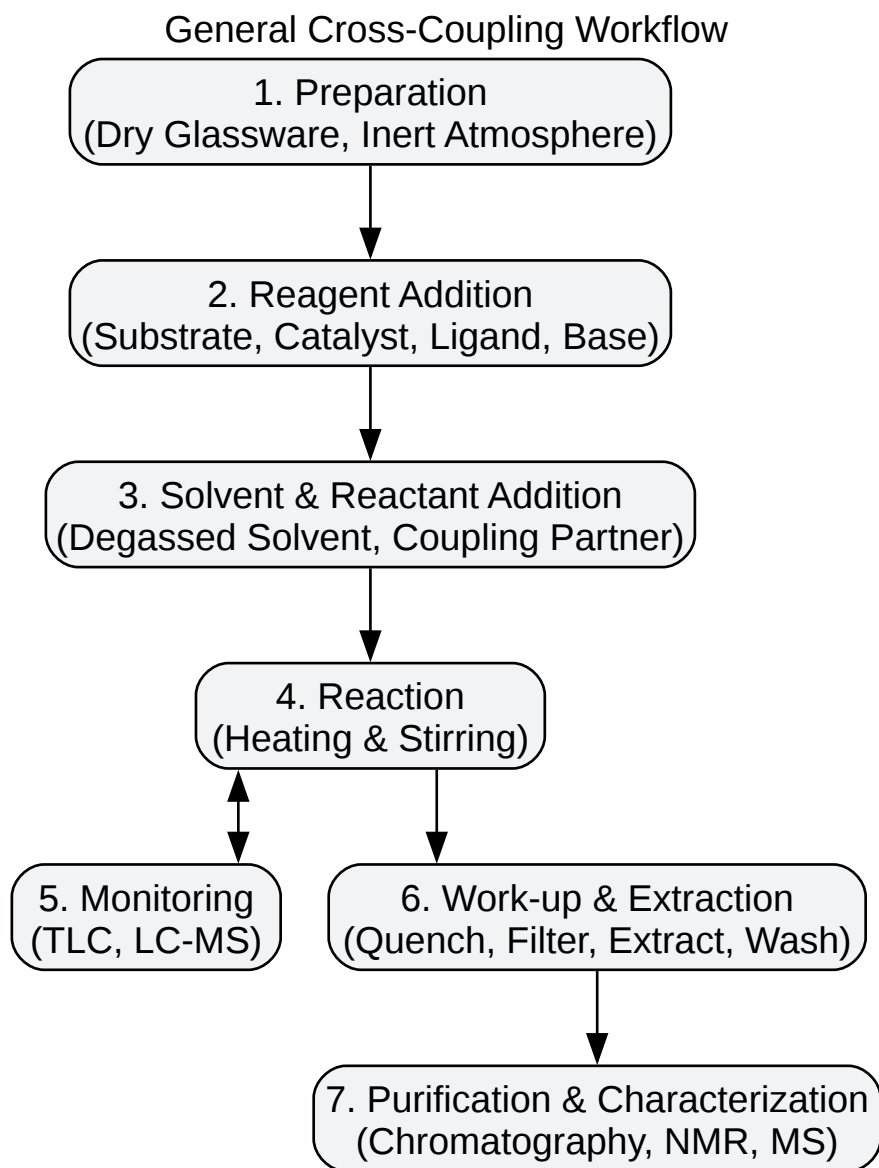 General Cross-Coupling Workflow
1. Preparation
(Dry Glassware, Inert Atmosphere)
2. Reagent Addition
(Substrate, Catalyst, Ligand, Base)
3. Solvent & Reactant Addition
(Degassed Solvent, Coupling Partner)
4. Reaction
(Heating & Stirring)
5. Monitoring
(TLC, LC-MS)
6. Work-up & Extraction
(Quench, Filter, Extract, Wash)
7. Purification & Characterization
(Chromatography, NMR, MS)